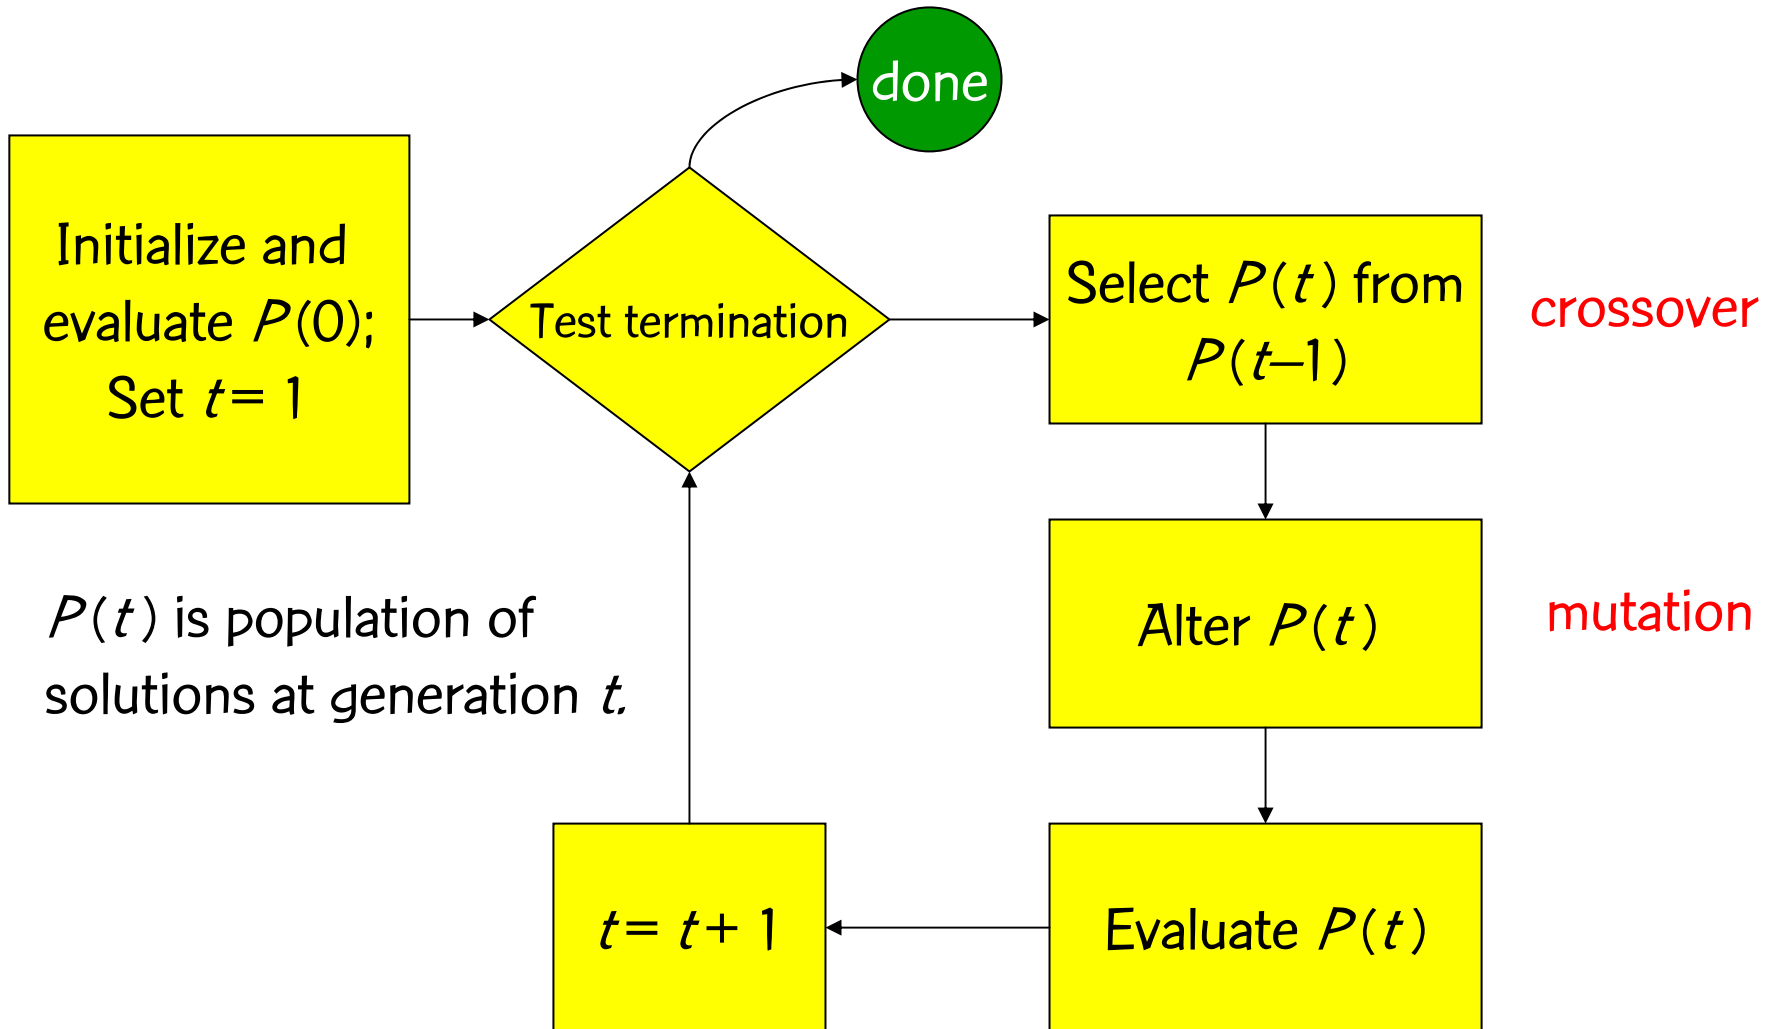 done
Initialize and
evaluate P(0);
Set t = 1
Test termination
Select P(t) from
P(t–1)
crossover
Alter P(t)
mutation
P(t) is population of
solutions at generation t.
t = t + 1
Evaluate P(t)